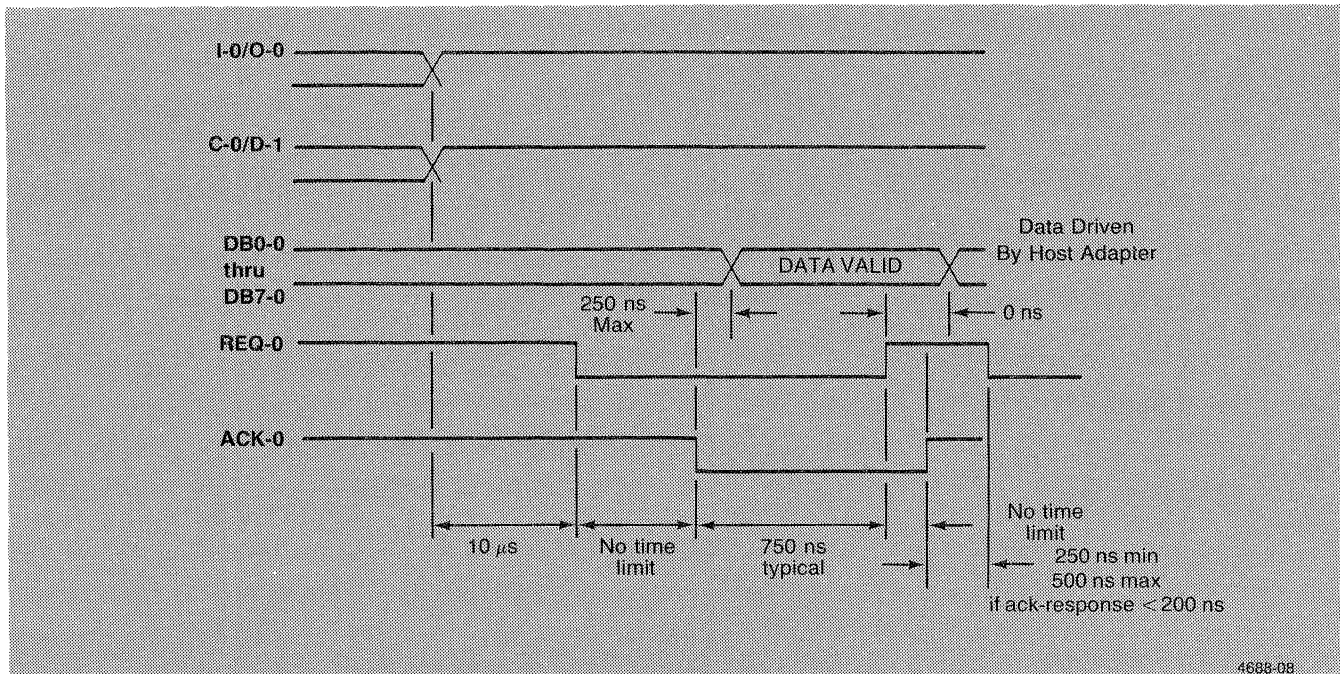 I-0/O-0
C-0/D-1
DB0-0
thru
DB7-0
DATA VALID
Data Driven
By Host Adapter
250 ns
Max
0 ns
REQ-0
ACK-0
10 µs
No time
limit
750 ns
typical
No time
limit
250 ns min
500 ns max
if ack-response < 200 ns
4688-08